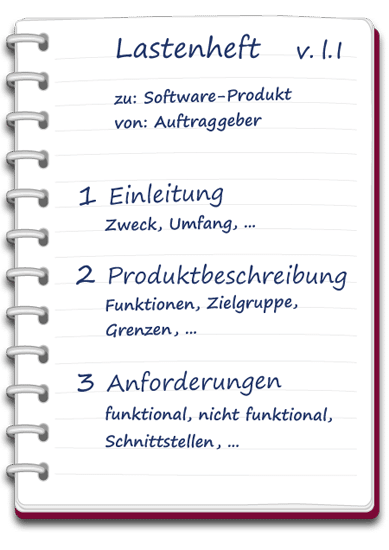 Lastenheft v. 1.1
zu: Software-Produkt
von: Auftraggeber
1 Einleitung
Zweck, Umfang, ...
2 Produktbeschreibung
Funktionen, Zielgruppe,
Grenzen, ...
3 Anforderungen
funktional, nicht funktional,
Schnittstellen, ...